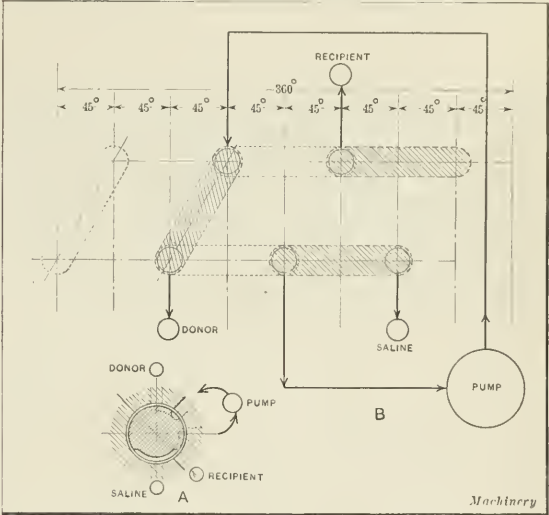 RECIPIENT
360°
45° 45° 45° 45° 45° 45° 45° 45°
DONOR
SALINE
PUMP
B
DONOR
PUMP
RECIPIENT
SALINE
A
Machinery